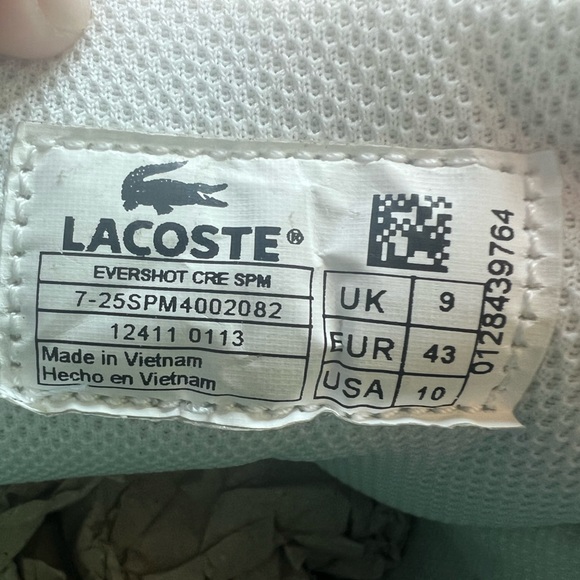 LACOSTE®
EVERSHOT CRE SPM
7-25SPM4002082
12411 0113
Made in Vietnam
Hecho en Vietnam
UK 9
EUR 43
USA 10
0128439764